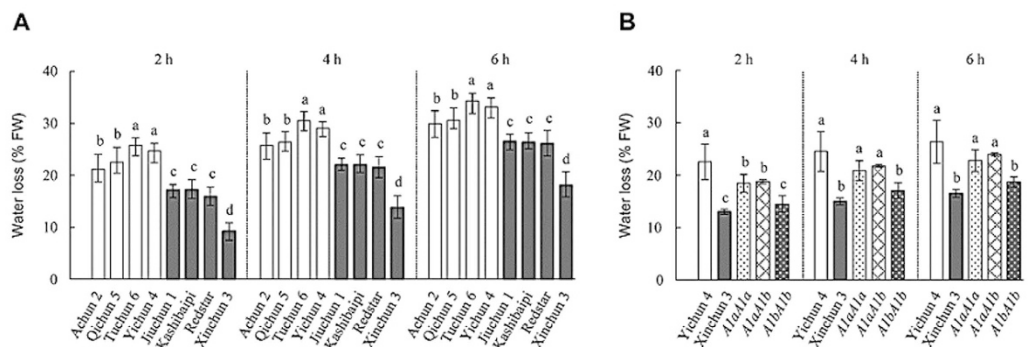 A
B
2 h
4 h
6 h
2 h
4 h
6 h
Water loss (% FW)
40
30
20
10
0
b
b
a
a
c
c
c
d
b
b
a
a
c
c
c
d
b
b
a
a
c
c
c
d
Achun 2
Qichun 5
Tuchun 6
Yichun 4
Jiuchun 1
Kashibaipi
Redstar
Xinchun 3
Achun 2
Qichun 5
Tuchun 6
Yichun 4
Jiuchun 1
Kashibaipi
Redstar
Xinchun 3
Achun 2
Qichun 5
Tuchun 6
Yichun 4
Jiuchun 1
Kashibaipi
Redstar
Xinchun 3
Water loss (% FW)
40
30
20
10
0
a
c
b
b
c
a
b
a
a
b
a
b
a
a
b
Yichun 4
Xinchun 3
A1aA1a
A1aA1b
A1bA1b
Yichun 4
Xinchun 3
A1aA1a
A1aA1b
A1bA1b
Yichun 4
Xinchun 3
A1aA1a
A1aA1b
A1bA1b